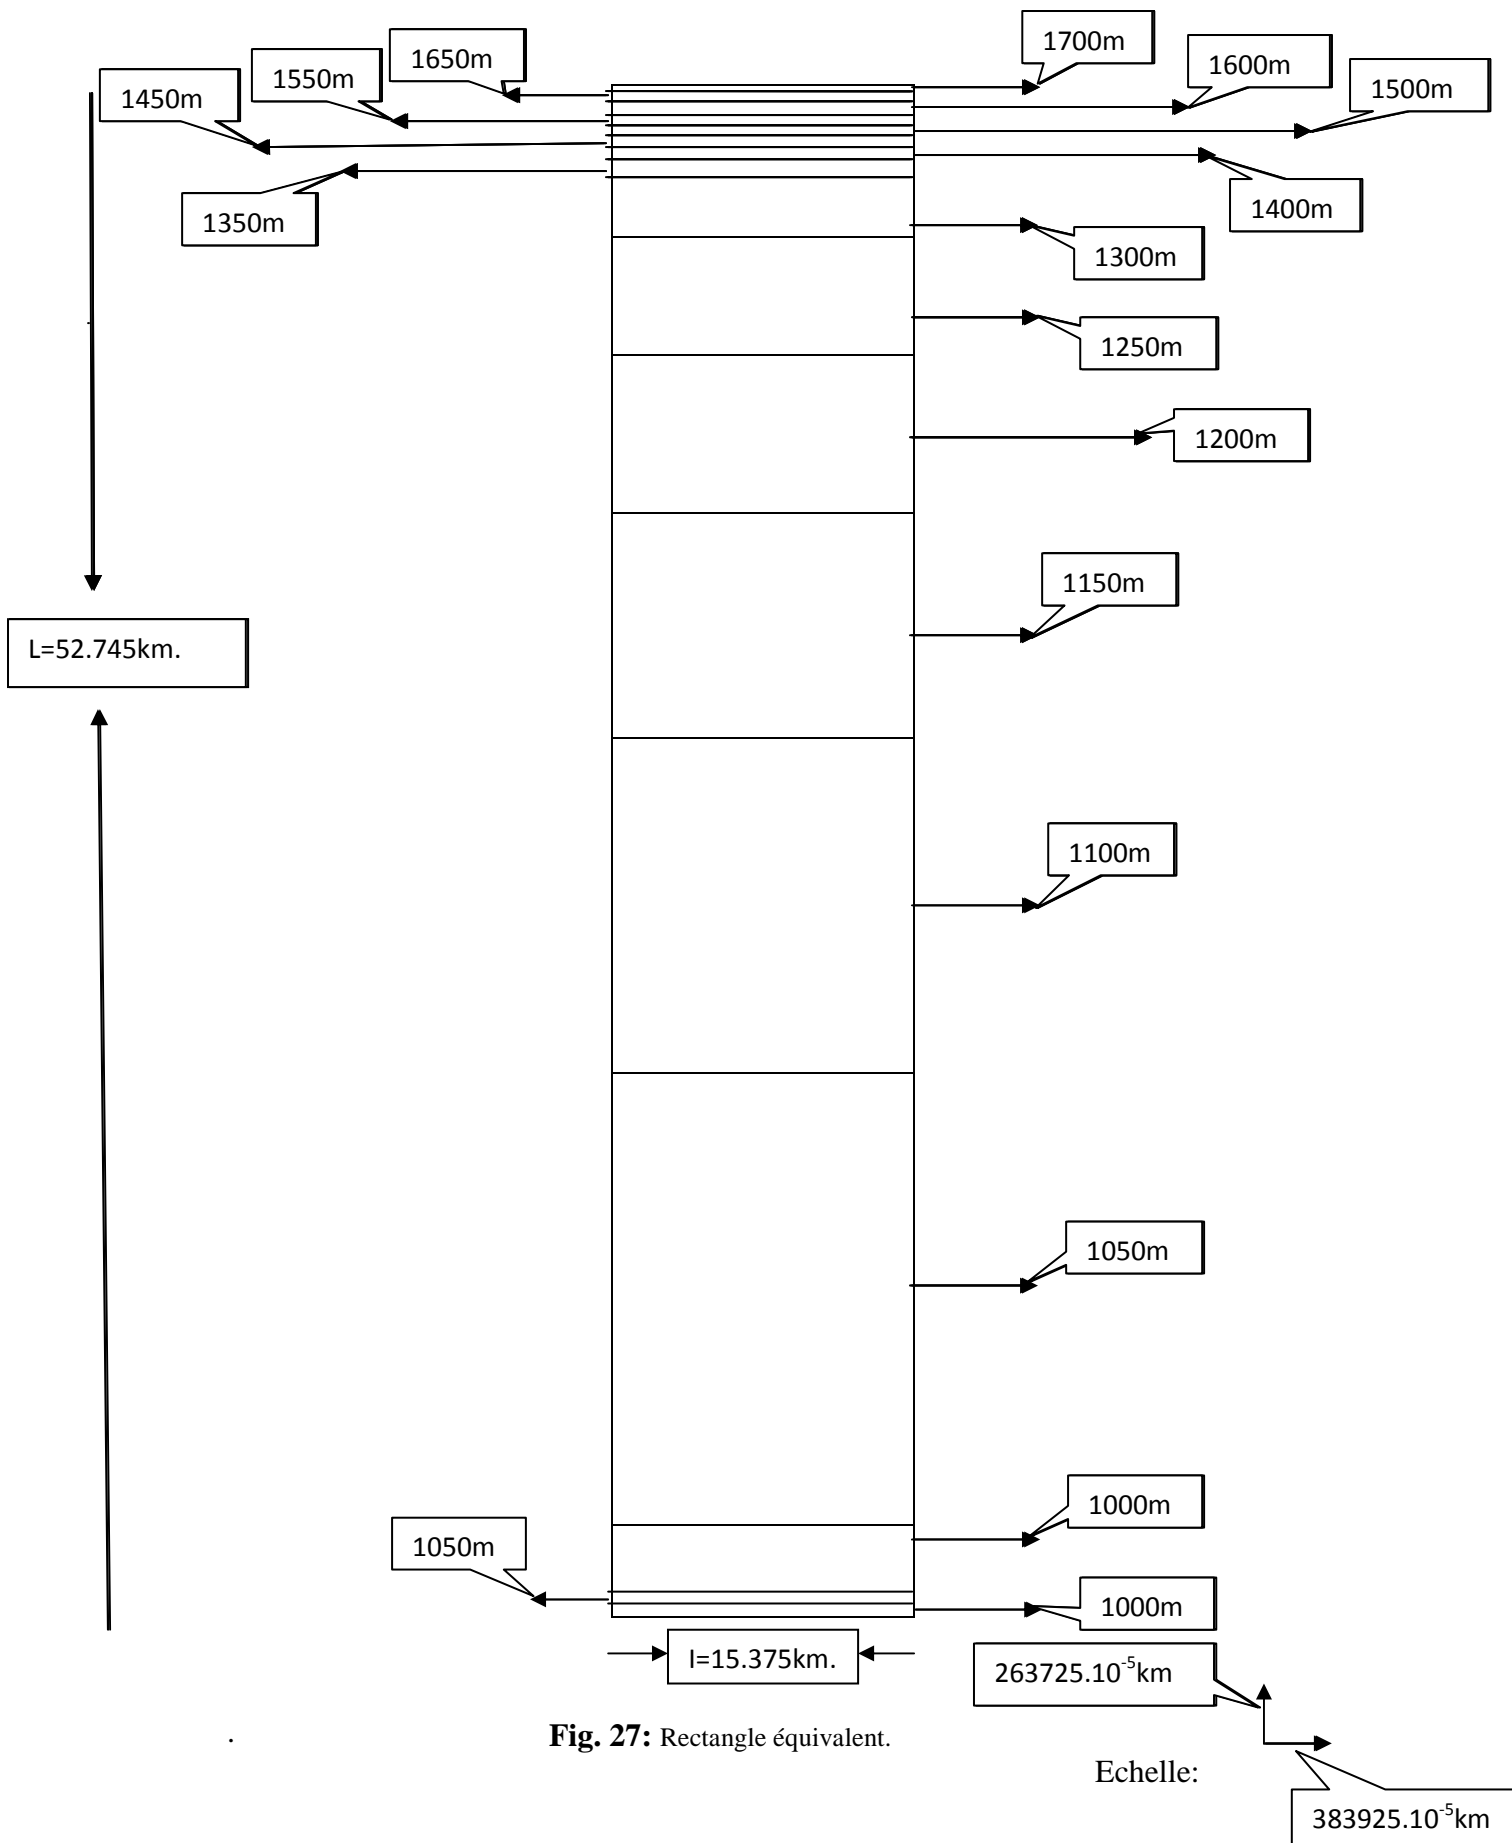 1700m
1650m
1600m
1550m
1500m
1450m
1400m
1350m
1300m
1250m
1200m
1150m
L=52.745km.
1100m
1050m
1000m
1050m
1000m
l=15.375km.
263725.10⁻⁵km
Fig. 27: Rectangle équivalent.
Echelle:
383925.10⁻⁵km